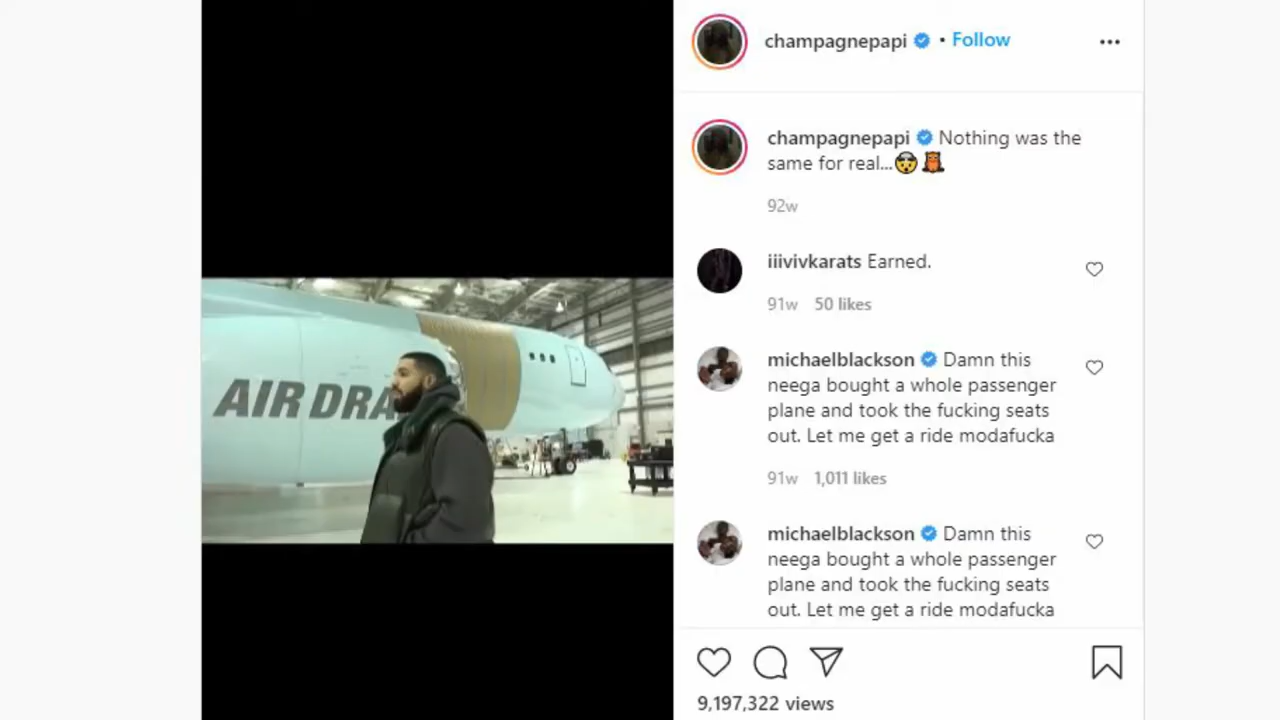 champagnepapi • Follow
champagnepapi Nothing was the
same for real...🤯🦉
92w
iiivivkarats Earned.
91w 50 likes
michaelblackson Damn this
neega bought a whole passenger
plane and took the fucking seats
out. Let me get a ride modafucka
91w 1,011 likes
michaelblackson Damn this
neega bought a whole passenger
plane and took the fucking seats
out. Let me get a ride modafucka
9,197,322 views
AIR DRA